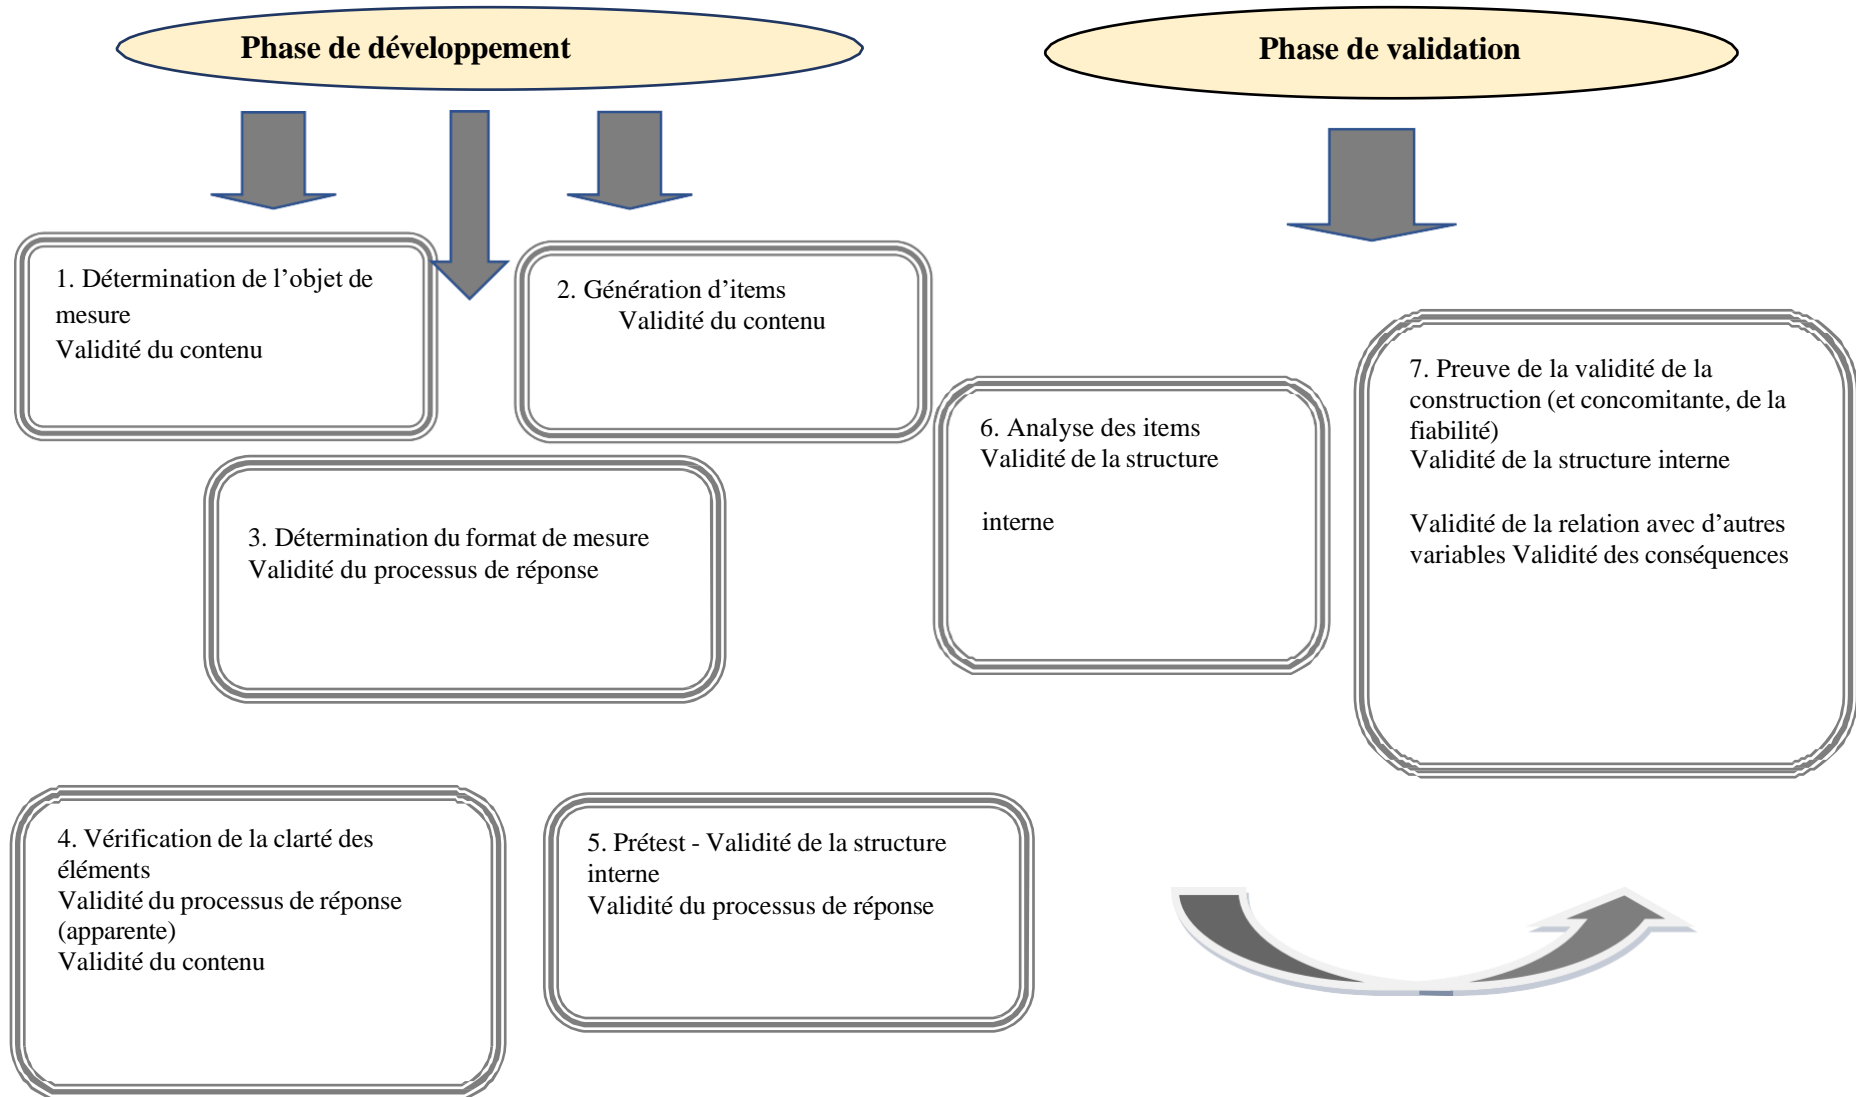 Phase de développement
Phase de validation
1. Détermination de l’objet de
mesure
Validité du contenu
2. Génération d’items
Validité du contenu
3. Détermination du format de mesure
Validité du processus de réponse
4. Vérification de la clarté des
éléments
Validité du processus de réponse
(apparente)
Validité du contenu
5. Prétest - Validité de la structure
interne
Validité du processus de réponse
6. Analyse des items
Validité de la structure
interne
7. Preuve de la validité de la
construction (et concomitante, de la
fiabilité)
Validité de la structure interne
Validité de la relation avec d’autres
variables Validité des conséquences